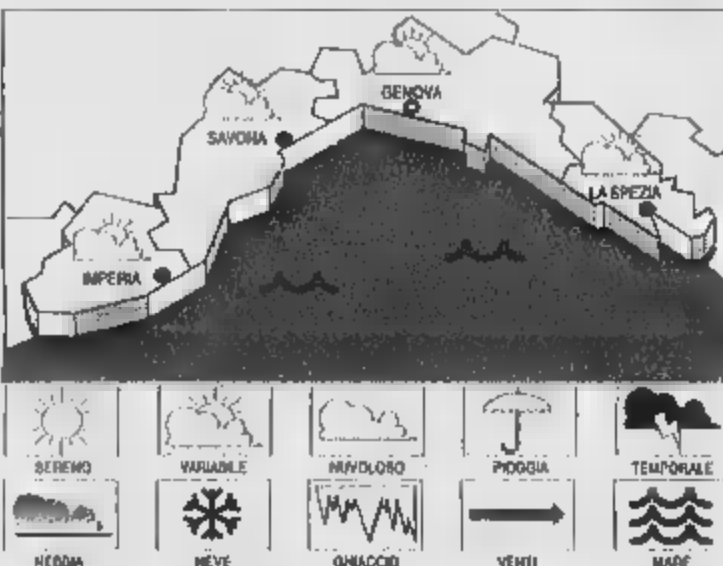 GENOVA
SAVONA
LA SPEZIA
IMPERIA
SERENO VARIABILE NUVOLOSO PIOGGIA TEMPORALE
NEBBIA NEVE GHIACCIO VENTI MARE